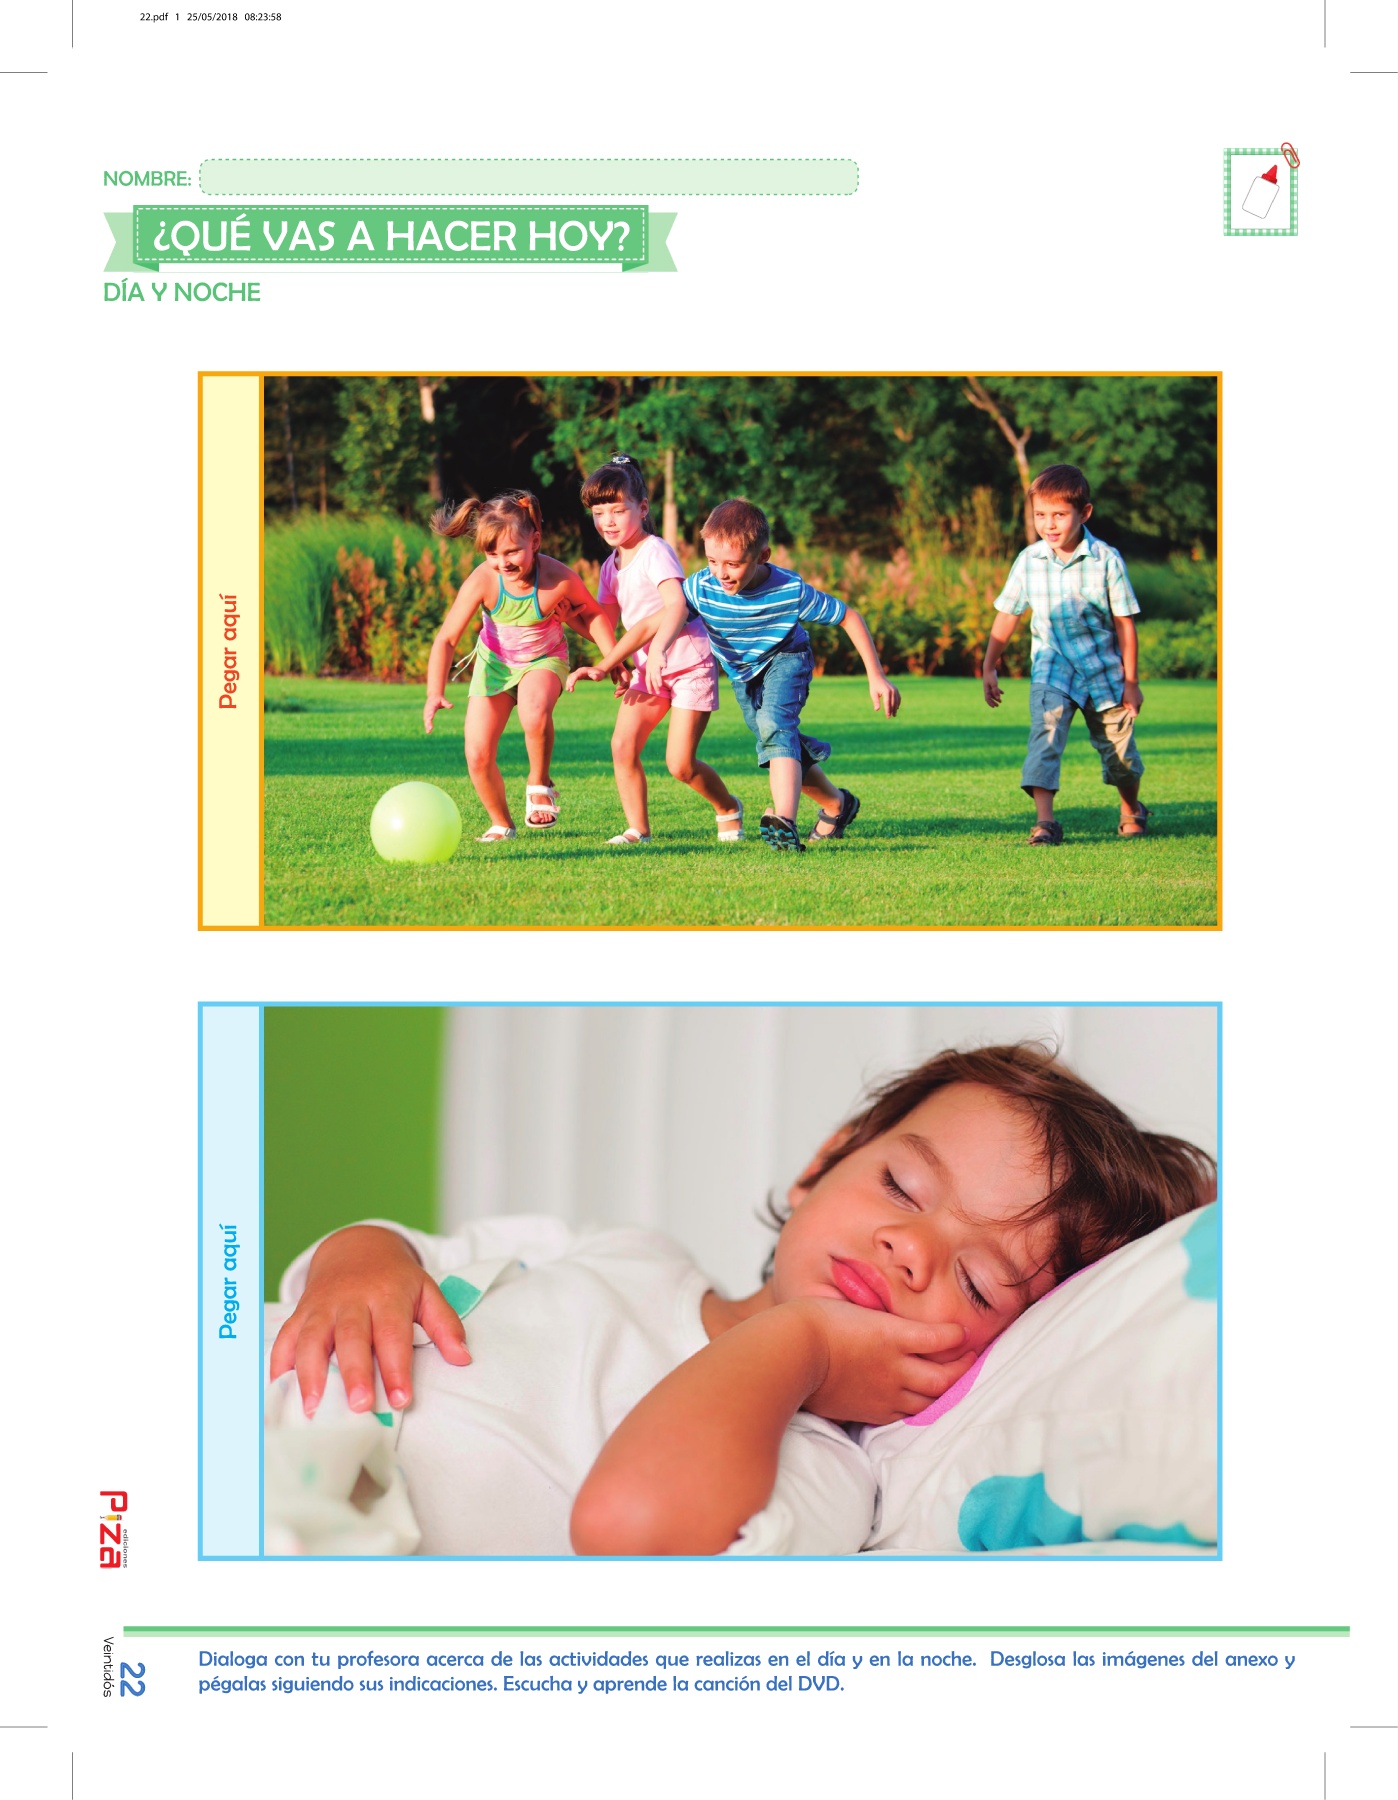 22.pdf 1 25/05/2018 08:23:58
NOMBRE:
¿QUÉ VAS A HACER HOY?
DÍA Y NOCHE
Pegar aquí
Pegar aquí
Piza
ediciones
22
Veintidós
Dialoga con tu profesora acerca de las actividades que realizas en el día y en la noche. Desglosa las imágenes del anexo y
pégalas siguiendo sus indicaciones. Escucha y aprende la canción del DVD.